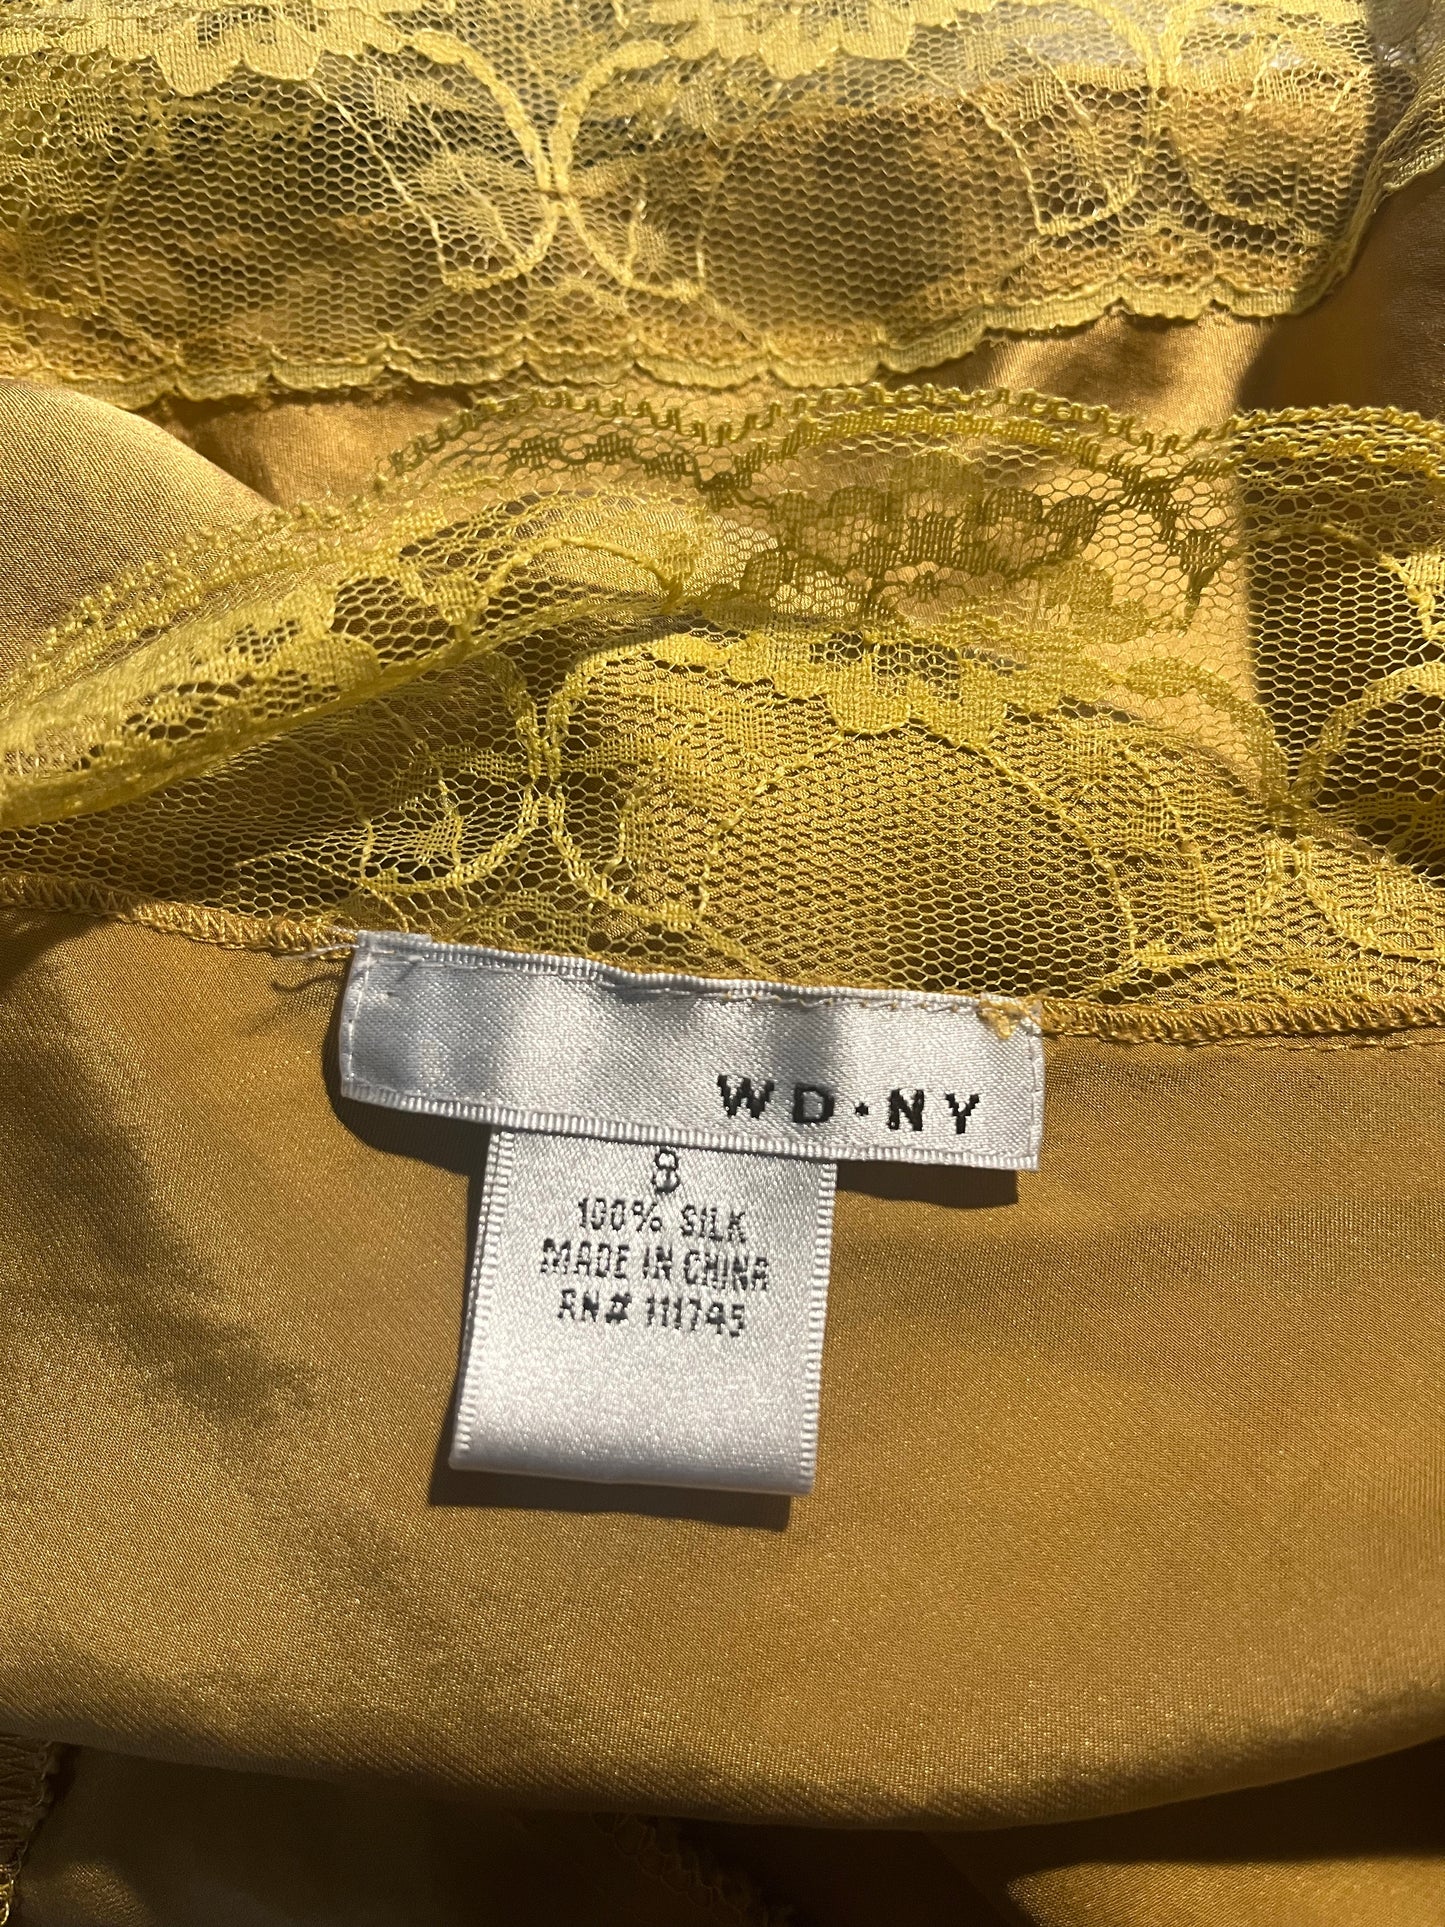 WD·NY
8
100% SILK
MADE IN CHINA
RN# 111745